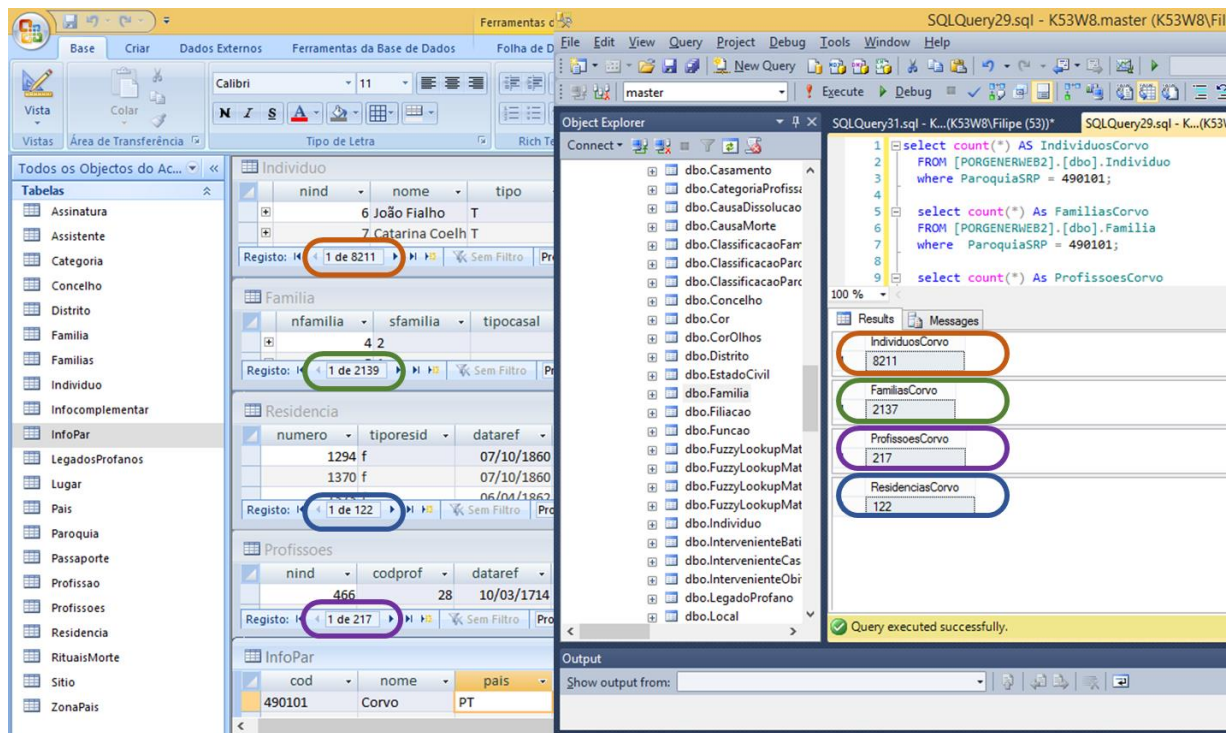 Ferramentas d
Base Criar Dados Externos Ferramentas da Base de Dados Folha de D
Vista
Colar
Calibri 11
N I S A
Vistas Área de Transferência Tipo de Letra Rich Te
Todos os Objectos do Ac...
Tabelas
Assinatura
Assistente
Categoria
Concelho
Distrito
Familia
Familias
Individuo
Infocomplementar
InfoPar
LegadosProfanos
Lugar
Pais
Paroquia
Passaporte
Profissao
Profissoes
Residencia
RituaisMorte
Sitio
ZonaPais
Individuo
nind nome tipo
6 João Fialho T
7 Catarina Coelh T
Registo: 1 de 8211 Sem Filtro Pro
Familia
nfamilia sfamilia tipocasal
4 2
Registo: 1 de 2139 Sem Filtro Pr
Residencia
numero tiporesid dataref
1294 f 07/10/1860
1370 f 07/10/1860
06/04/1862
Registo: 1 de 122 Sem Filtro Pro
Profissoes
nind codprof dataref
466 28 10/03/1714
Registo: 1 de 217 Sem Filtro Pro
InfoPar
cod nome pais
490101 Corvo PT
SQLQuery29.sql - K53W8.master (K53W8\Fil
File Edit View Query Project Debug Tools Window Help
New Query
master Execute Debug
Object Explorer
Connect
dbo.Casamento
dbo.CategoriaProfissa
dbo.CausaDissolucao
dbo.CausaMorte
dbo.ClassificacaoFam
dbo.ClassificacaoParc
dbo.ClassificacaoParc
dbo.Concelho
dbo.Cor
dbo.CorOlhos
dbo.Distrito
dbo.EstadoCivil
dbo.Familia
dbo.Filiacao
dbo.Funcao
dbo.FuzzyLookupMat
dbo.FuzzyLookupMat
dbo.FuzzyLookupMat
dbo.FuzzyLookupMat
dbo.Individuo
dbo.IntervenienteBati
dbo.IntervenienteCas
dbo.IntervenienteObi
dbo.LegadoProfano
dbo.Local
SQLQuery31.sql - K...(K53W8\Filipe (53))* SQLQuery29.sql - K...(K53\
1 select count(*) AS IndividuosCorvo
2 FROM [PORGENERWEB2].[dbo].Individuo
3 where ParoquiaSRP = 490101;
4
5 select count(*) As FamiliasCorvo
6 FROM [PORGENERWEB2].[dbo].Familia
7 where ParoquiaSRP = 490101;
8
9 select count(*) As ProfissoesCorvo
100 %
Results Messages
IndividuosCorvo
8211
FamiliasCorvo
2137
ProfissoesCorvo
217
ResidenciasCorvo
122
Query executed successfully.
Output
Show output from: